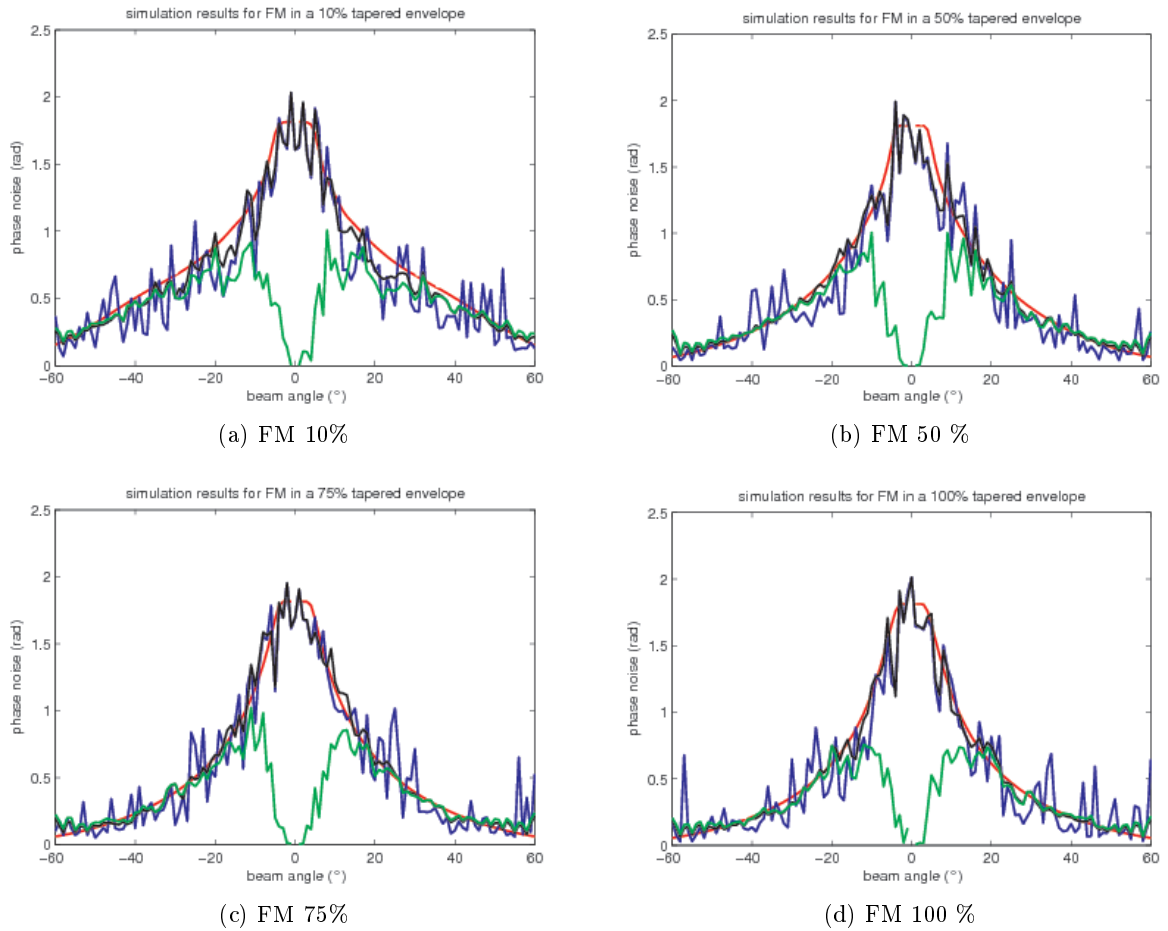 simulation results for FM in a 10% tapered envelope
2.5
2
1.5
1
0.5
0
phase noise (rad)
−60 −40 −20 0 20 40 60
beam angle (°)
(a) FM 10%
simulation results for FM in a 50% tapered envelope
2.5
2
1.5
1
0.5
0
phase noise (rad)
−60 −40 −20 0 20 40 60
beam angle (°)
(b) FM 50 %
simulation results for FM in a 75% tapered envelope
2.5
2
1.5
1
0.5
0
phase noise (rad)
−60 −40 −20 0 20 40 60
beam angle (°)
(c) FM 75%
simulation results for FM in a 100% tapered envelope
2.5
2
1.5
1
0.5
0
phase noise (rad)
−60 −40 −20 0 20 40 60
beam angle (°)
(d) FM 100 %